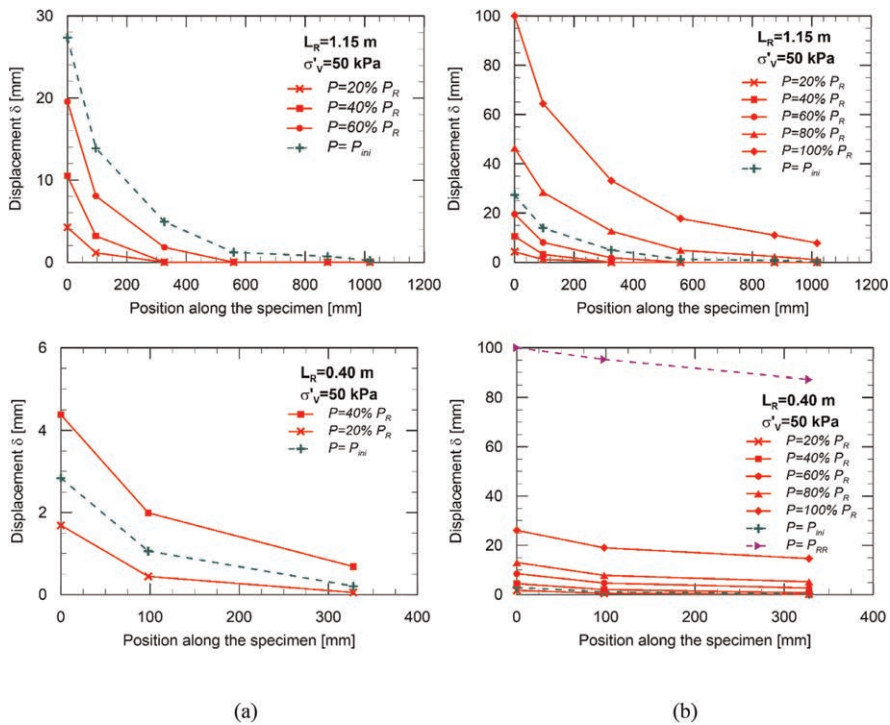 30
20
10
0
Displacement δ [mm]
L_R=1.15 m
σ'_V=50 kPa
P=20% P_R
P=40% P_R
P=60% P_R
P= P_ini
0 200 400 600 800 1000 1200
Position along the specimen [mm]
100
80
60
40
20
0
Displacement δ [mm]
L_R=1.15 m
σ'_V=50 kPa
P=20% P_R
P=40% P_R
P=60% P_R
P=80% P_R
P=100% P_R
P= P_ini
0 200 400 600 800 1000 1200
Position along the specimen [mm]
6
4
2
0
Displacement δ [mm]
L_R=0.40 m
σ'_V=50 kPa
P=40% P_R
P=20% P_R
P= P_ini
0 100 200 300 400
Position along the specimen [mm]
100
80
60
40
20
0
Displacement δ [mm]
L_R=0.40 m
σ'_V=50 kPa
P=20% P_R
P=40% P_R
P=60% P_R
P=80% P_R
P=100% P_R
P= P_ini
P= P_RR
0 100 200 300 400
Position along the specimen [mm]
(a) (b)